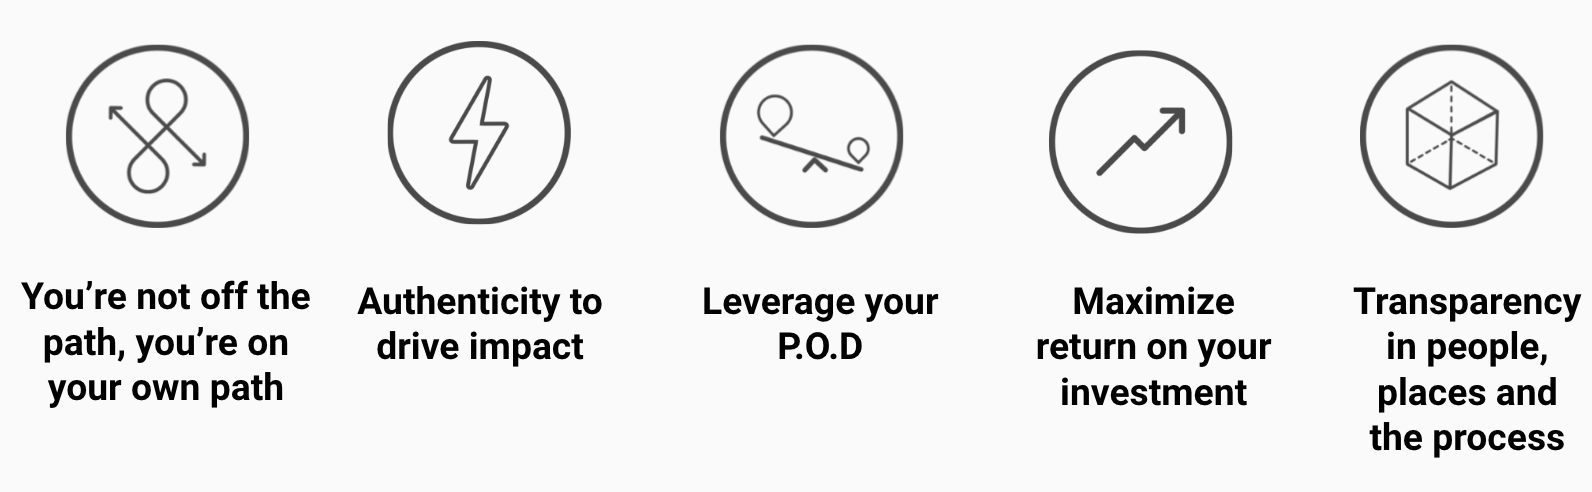 You’re not off the
path, you’re on
your own path
Authenticity to
drive impact
Leverage your
P.O.D
Maximize
return on your
investment
Transparency
in people,
places and
the process